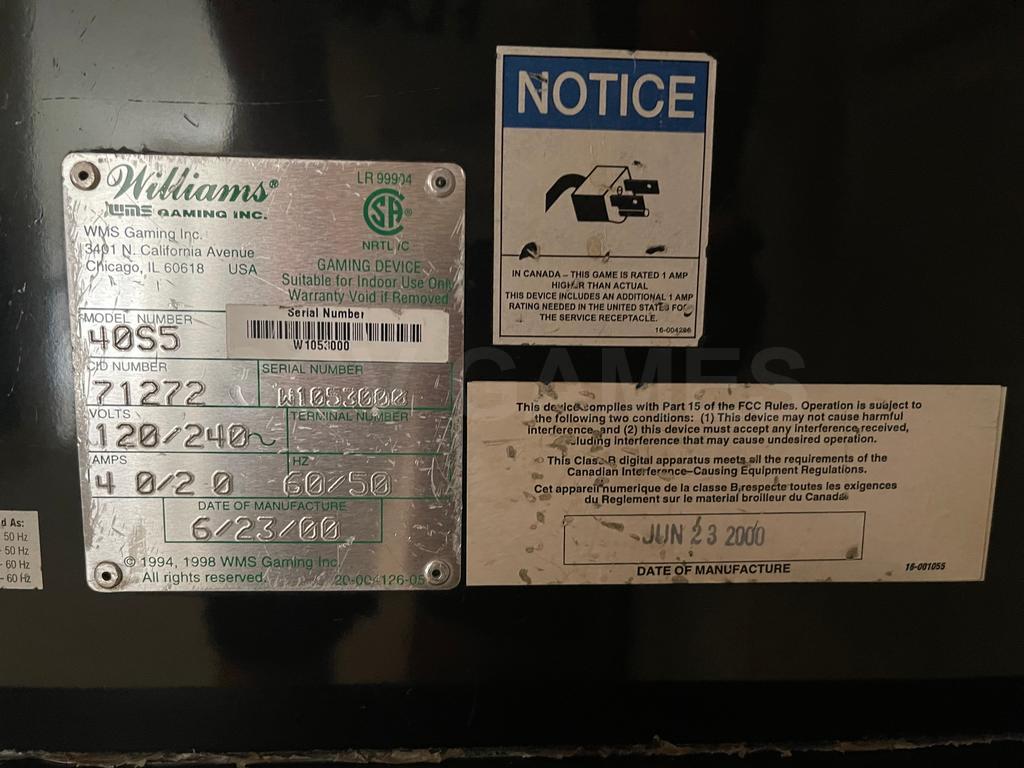 Williams®
WMS GAMING INC.
WMS Gaming Inc.
3401 N. California Avenue
Chicago, IL 60618 USA
LR 99904
SA®
NRTL/C
GAMING DEVICE
Suitable for Indoor Use Only
Warranty Void if Removed
MODEL NUMBER
40S5
Serial Number
W1053000
CID NUMBER
71272
SERIAL NUMBER
W1053000
VOLTS
120/240~
TERMINAL NUMBER
AMPS
4 0/2 0
HZ
60/50
DATE OF MANUFACTURE
6/23/00
© 1994, 1998 WMS Gaming Inc.
All rights reserved.
20-004126-05
NOTICE
IN CANADA – THIS GAME IS RATED 1 AMP
HIGHER THAN ACTUAL
THIS DEVICE INCLUDES AN ADDITIONAL 1 AMP
RATING NEEDED IN THE UNITED STATES FOR
THE SERVICE RECEPTACLE.
16-004286
GAMES
This device complies with Part 15 of the FCC Rules. Operation is subject to
the following two conditions: (1) This device may not cause harmful
interference and (2) this device must accept any interference received,
including interference that may cause undesired operation.
This Class B digital apparatus meets all the requirements of the
Canadian Interference–Causing Equipment Regulations.
Cet appareil numerique de la classe B respecte toutes les exigences
du Reglement sur le material broilleur du Canada.
JUN 23 2000
DATE OF MANUFACTURE
16-001055
d As:
50 Hz
- 50 Hz
- 60 Hz
- 60 Hz